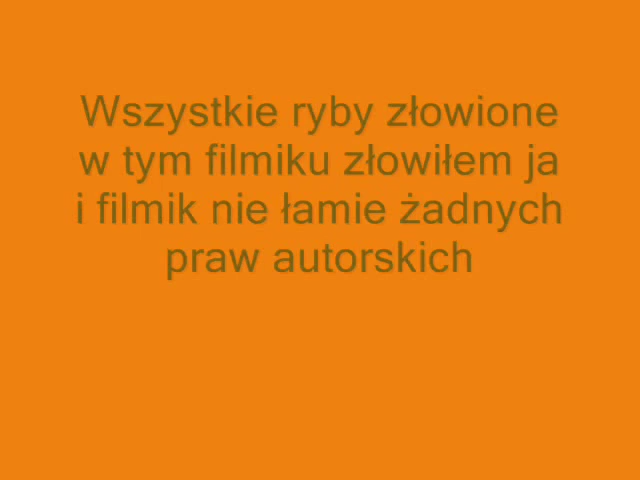 Wszystkie ryby złowione
w tym filmiku złowiłem ja
i filmik nie łamie żadnych
praw autorskich